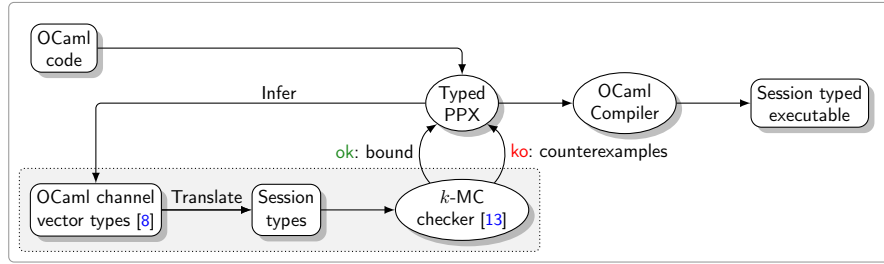 OCaml
code
Infer
Typed
PPX
OCaml
Compiler
Session typed
executable
ok: bound
ko: counterexamples
OCaml channel
vector types [8]
Translate
Session
types
k-MC
checker [13]